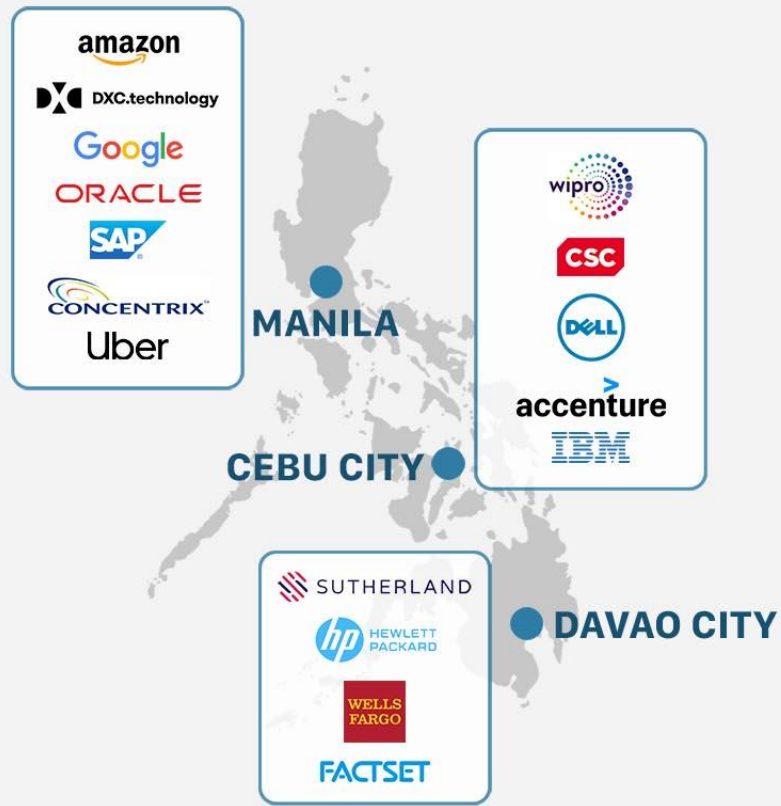 amazon
DXC.technology
Google
ORACLE
SAP
CONCENTRIX
Uber
MANILA
wipro
CSC
DELL
accenture
IBM
CEBU CITY
SUTHERLAND
hp HEWLETT
PACKARD
WELLS
FARGO
FACTSET
DAVAO CITY